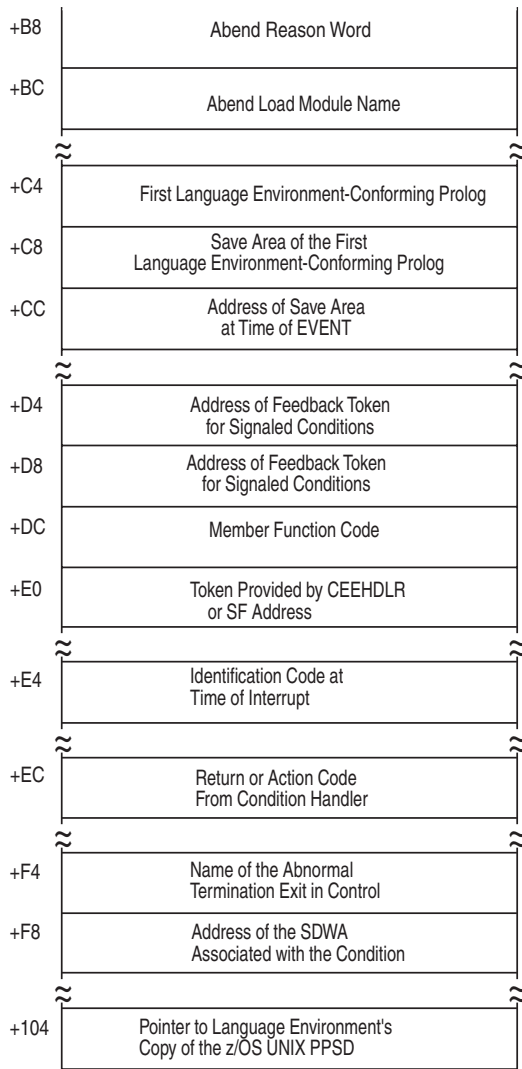 +B8 Abend Reason Word
+BC Abend Load Module Name
+C4 First Language Environment-Conforming Prolog
+C8 Save Area of the First
Language Environment-Conforming Prolog
+CC Address of Save Area
at Time of EVENT
+D4 Address of Feedback Token
for Signaled Conditions
+D8 Address of Feedback Token
for Signaled Conditions
+DC Member Function Code
+E0 Token Provided by CEEHDLR
or SF Address
+E4 Identification Code at
Time of Interrupt
+EC Return or Action Code
From Condition Handler
+F4 Name of the Abnormal
Termination Exit in Control
+F8 Address of the SDWA
Associated with the Condition
+104 Pointer to Language Environment's
Copy of the z/OS UNIX PPSD